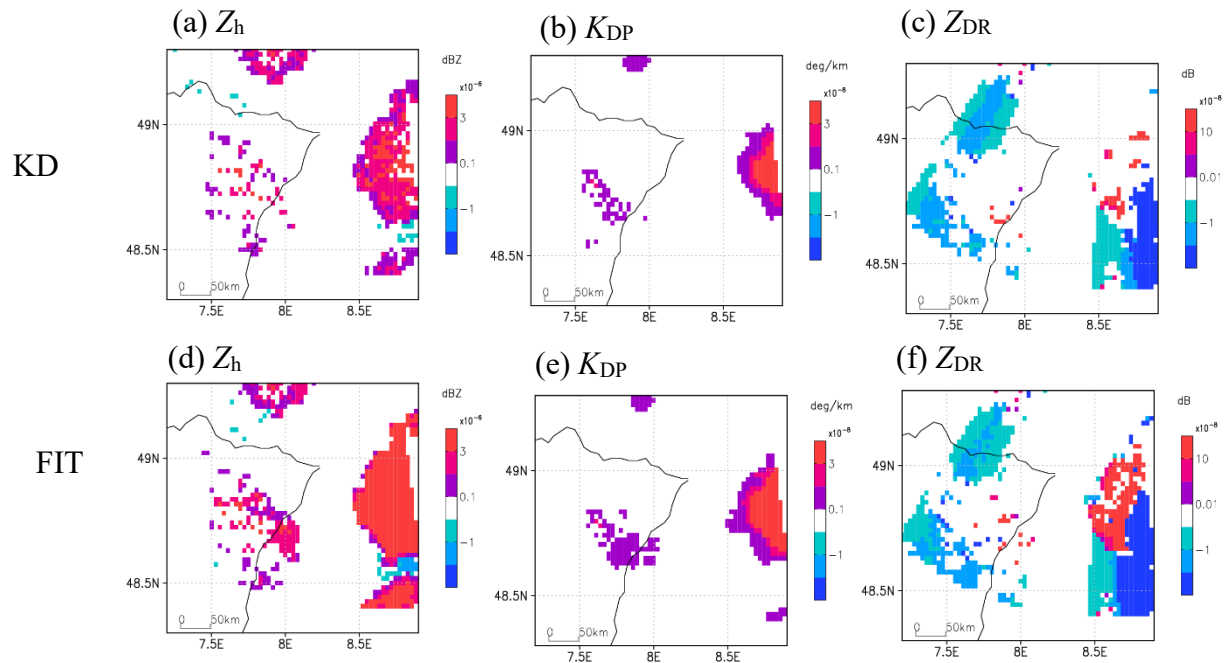 (a) Zh
(b) KDP
(c) ZDR
dBZ
x10⁻⁶
3
0.1
−1
deg/km
x10⁻⁸
3
0.1
−1
dB
x10⁻⁸
10
0.01
−1
KD
49N
48.5N
0 50km
7.5E 8E 8.5E
49N
48.5N
0 50km
7.5E 8E 8.5E
49N
48.5N
0 50km
7.5E 8E 8.5E
(d) Zh
(e) KDP
(f) ZDR
dBZ
x10⁻⁶
3
0.1
−1
deg/km
x10⁻⁸
3
0.1
−1
dB
x10⁻⁸
10
0.01
−1
FIT
49N
48.5N
0 50km
7.5E 8E 8.5E
49N
48.5N
0 50km
7.5E 8E 8.5E
49N
48.5N
0 50km
7.5E 8E 8.5E